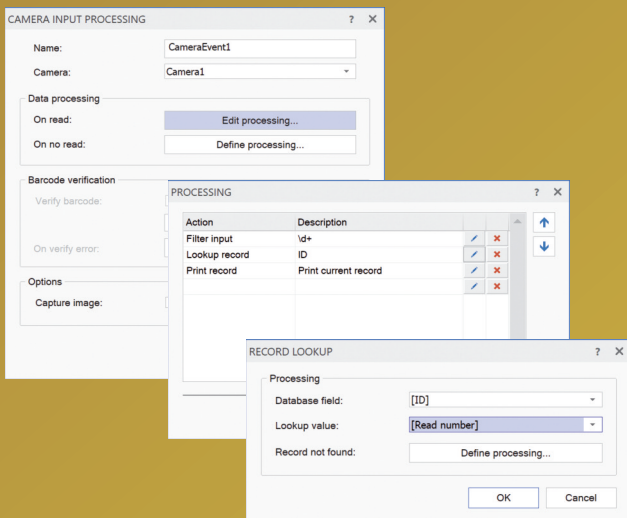 CAMERA INPUT PROCESSING ? ✕
Name: CameraEvent1
Camera: Camera1
Data processing
On read: Edit processing...
On no read: Define processing...
Barcode verification
Verify barcode:
On verify error:
Options
Capture image:
PROCESSING ? ✕
Action Description
Filter input \d+
Lookup record ID
Print record Print current record
RECORD LOOKUP ? ✕
Processing
Database field: [ID]
Lookup value: [Read number]
Record not found: Define processing...
OK Cancel